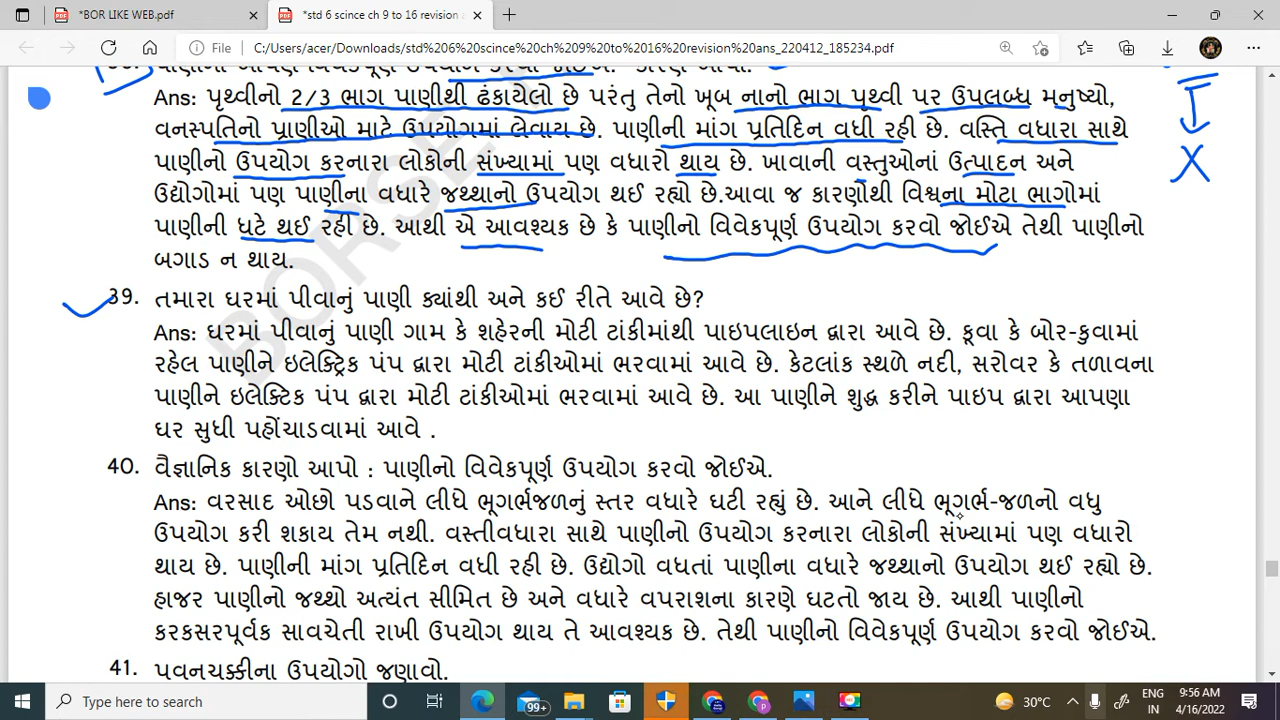 *BOR LIKE WEB.pdf
*std 6 scince ch 9 to 16 revision a
File C:/Users/acer/Downloads/std%206%20scince%20ch%209%20to%2016%20revision%20ans_220412_185234.pdf
પાણીનો આપણે વિવેકપૂર્ણ ઉપયોગ કરવો જોઈએ. કારણ આપો.
Ans: પૃથ્વીનો 2/3 ભાગ પાણીથી ઢંકાયેલો છે પરંતુ તેનો ખૂબ નાનો ભાગ પૃથ્વી પર ઉપલબ્ધ મનુષ્યો,
વનસ્પતિનો પ્રાણીઓ માટે ઉપયોગમાં લેવાય છે. પાણીની માંગ પ્રતિદિન વધી રહી છે. વસ્તિ વધારા સાથે
પાણીનો ઉપયોગ કરનારા લોકોની સંખ્યામાં પણ વધારો થાય છે. ખાવાની વસ્તુઓનાં ઉત્પાદન અને
ઉદ્યોગોમાં પણ પાણીના વધારે જથ્થાનો ઉપયોગ થઈ રહ્યો છે.આવા જ કારણોથી વિશ્વના મોટા ભાગોમાં
પાણીની ઘટે થઈ રહી છે. આથી એ આવશ્યક છે કે પાણીનો વિવેકપૂર્ણ ઉપયોગ કરવો જોઈએ તેથી પાણીનો
બગાડ ન થાય.
39. તમારા ઘરમાં પીવાનું પાણી ક્યાંથી અને કઈ રીતે આવે છે?
Ans: ઘરમાં પીવાનું પાણી ગામ કે શહેરની મોટી ટાંકીમાંથી પાઇપલાઇન દ્વારા આવે છે. કૂવા કે બોર-કુવામાં
રહેલ પાણીને ઇલેક્ટ્રિક પંપ દ્વારા મોટી ટાંકીઓમાં ભરવામાં આવે છે. કેટલાંક સ્થળે નદી, સરોવર કે તળાવના
પાણીને ઇલેક્ટિક પંપ દ્વારા મોટી ટાંકીઓમાં ભરવામાં આવે છે. આ પાણીને શુદ્ધ કરીને પાઇપ દ્વારા આપણા
ઘર સુધી પહોંચાડવામાં આવે .
40. વૈજ્ઞાનિક કારણો આપો : પાણીનો વિવેકપૂર્ણ ઉપયોગ કરવો જોઈએ.
Ans: વરસાદ ઓછો પડવાને લીધે ભૂગર્ભજળનું સ્તર વધારે ઘટી રહ્યું છે. આને લીધે ભૂગર્ભ-જળનો વધુ
ઉપયોગ કરી શકાય તેમ નથી. વસ્તીવધારા સાથે પાણીનો ઉપયોગ કરનારા લોકોની સંખ્યામાં પણ વધારો
થાય છે. પાણીની માંગ પ્રતિદિન વધી રહી છે. ઉદ્યોગો વધતાં પાણીના વધારે જથ્થાનો ઉપયોગ થઈ રહ્યો છે.
હાજર પાણીનો જથ્થો અત્યંત સીમિત છે અને વધારે વપરાશના કારણે ઘટતો જાય છે. આથી પાણીનો
કરકસરપૂર્વક સાવચેતી રાખી ઉપયોગ થાય તે આવશ્યક છે. તેથી પાણીનો વિવેકપૂર્ણ ઉપયોગ કરવો જોઈએ.
41. પવનચક્કીના ઉપયોગો જણાવો.
Type here to search
99+
30°C
ENG
IN
9:56 AM
4/16/2022